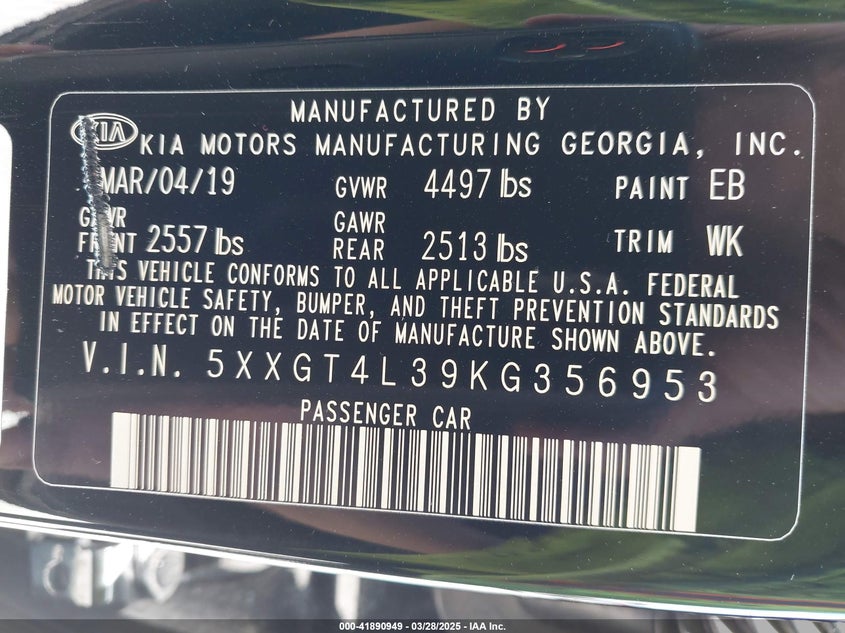 MANUFACTURED BY
KIA KIA MOTORS MANUFACTURING GEORGIA, INC.
MAR/04/19 GVWR 4497 lbs PAINT EB
GAWR FRONT 2557 lbs GAWR REAR 2513 lbs TRIM WK
THIS VEHICLE CONFORMS TO ALL APPLICABLE U.S.A. FEDERAL
MOTOR VEHICLE SAFETY, BUMPER, AND THEFT PREVENTION STANDARDS
IN EFFECT ON THE DATE OF MANUFACTURE SHOWN ABOVE.
V.I.N. 5XXGT4L39KG356953
PASSENGER CAR
000-41890949 — 03/28/2025 — IAA Inc.